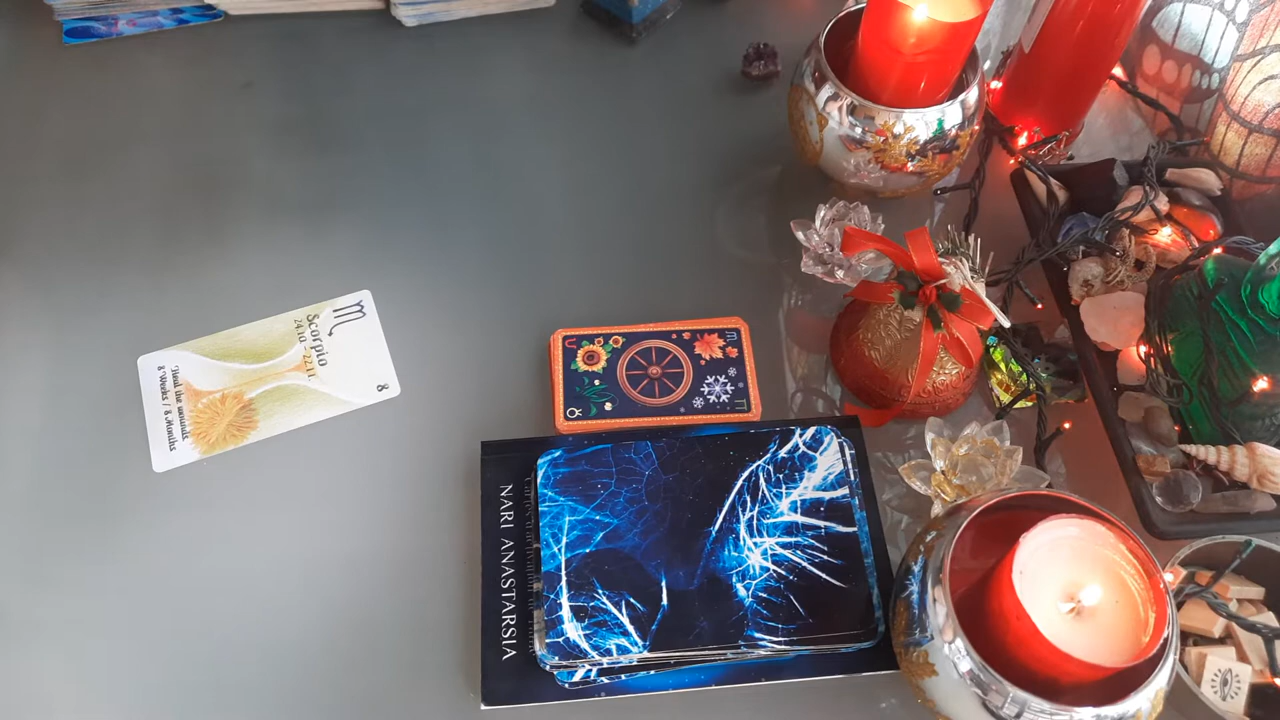 ♏
Scorpio
24.10 - 22.11.
8
Heal the wounds
8 Weeks / 8 Months
NARI ANASTARSIA